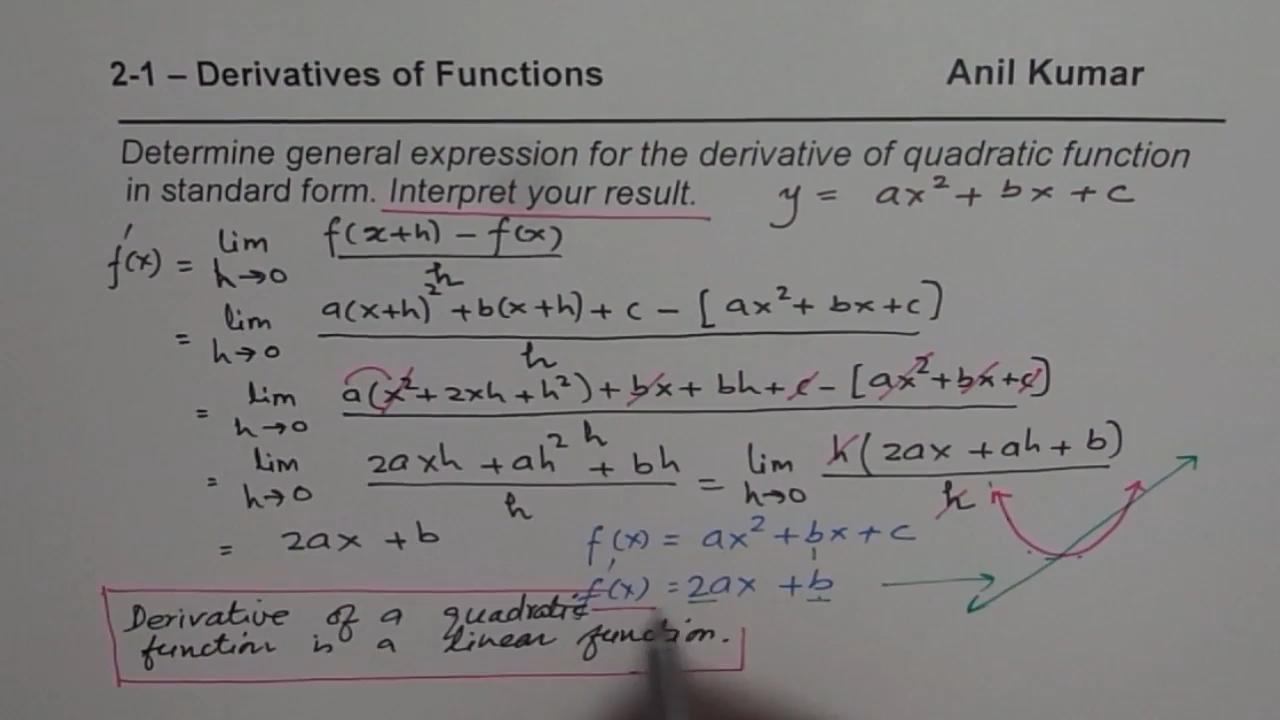 2-1 – Derivatives of Functions Anil Kumar
Determine general expression for the derivative of quadratic function
in standard form. Interpret your result. y = ax² + bx + c
f'(x) = lim h→0 f(x+h) − f(x) / h
= lim h→0 a(x+h)² + b(x+h) + c − [ax² + bx + c] / h
= lim h→0 a(x² + 2xh + h²) + bx + bh + c − [ax² + bx + c] / h
= lim h→0 2axh + ah² + bh / h = lim h→0 h(2ax + ah + b) / h
= 2ax + b
f(x) = ax² + bx + c
f'(x) = 2ax + b
Derivative of a quadratic
function is a linear function.